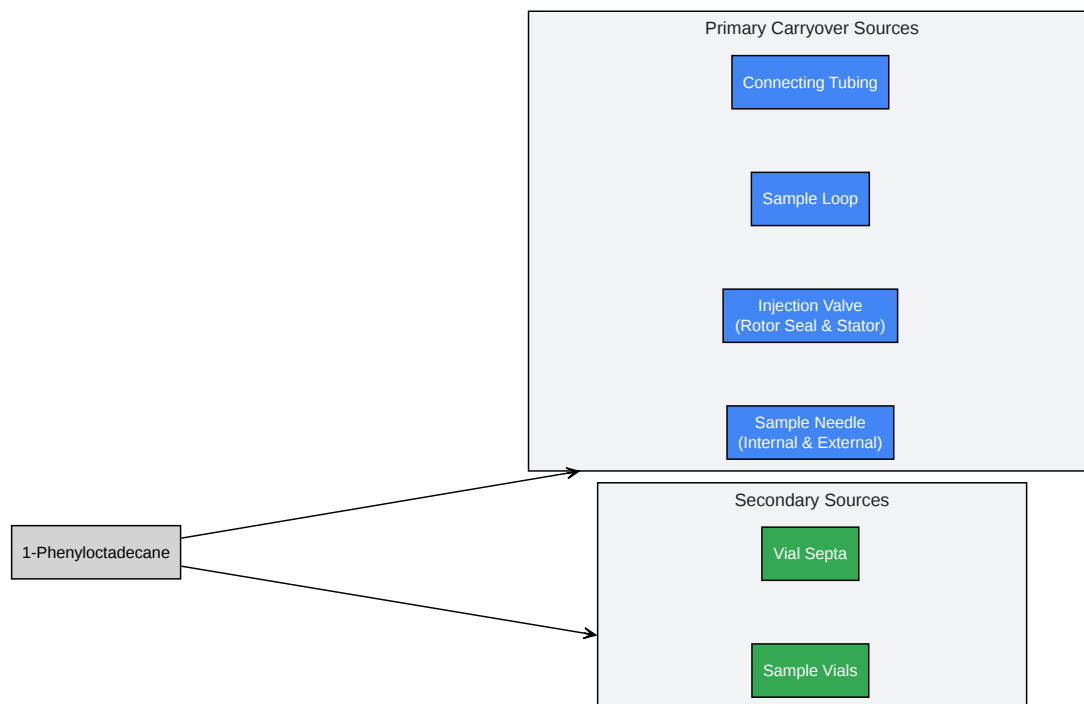 Primary Carryover Sources
Connecting Tubing
Sample Loop
Injection Valve
(Rotor Seal & Stator)
Sample Needle
(Internal & External)
Secondary Sources
1-Phenyloctadecane
Vial Septa
Sample Vials